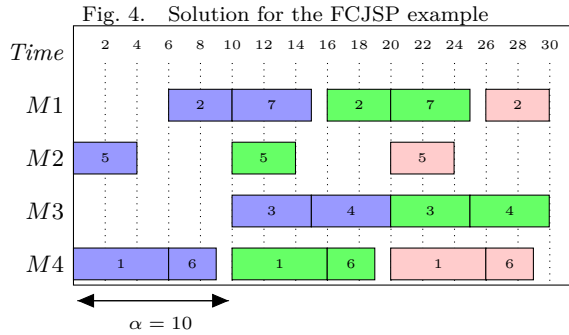 Fig. 4. Solution for the FCJSP example
Time 2 4 6 8 10 12 14 16 18 20 22 24 26 28 30
M1 2 7 2 7 2
M2 5 5 5
M3 3 4 3 4
M4 1 6 1 6 1 6
α = 10